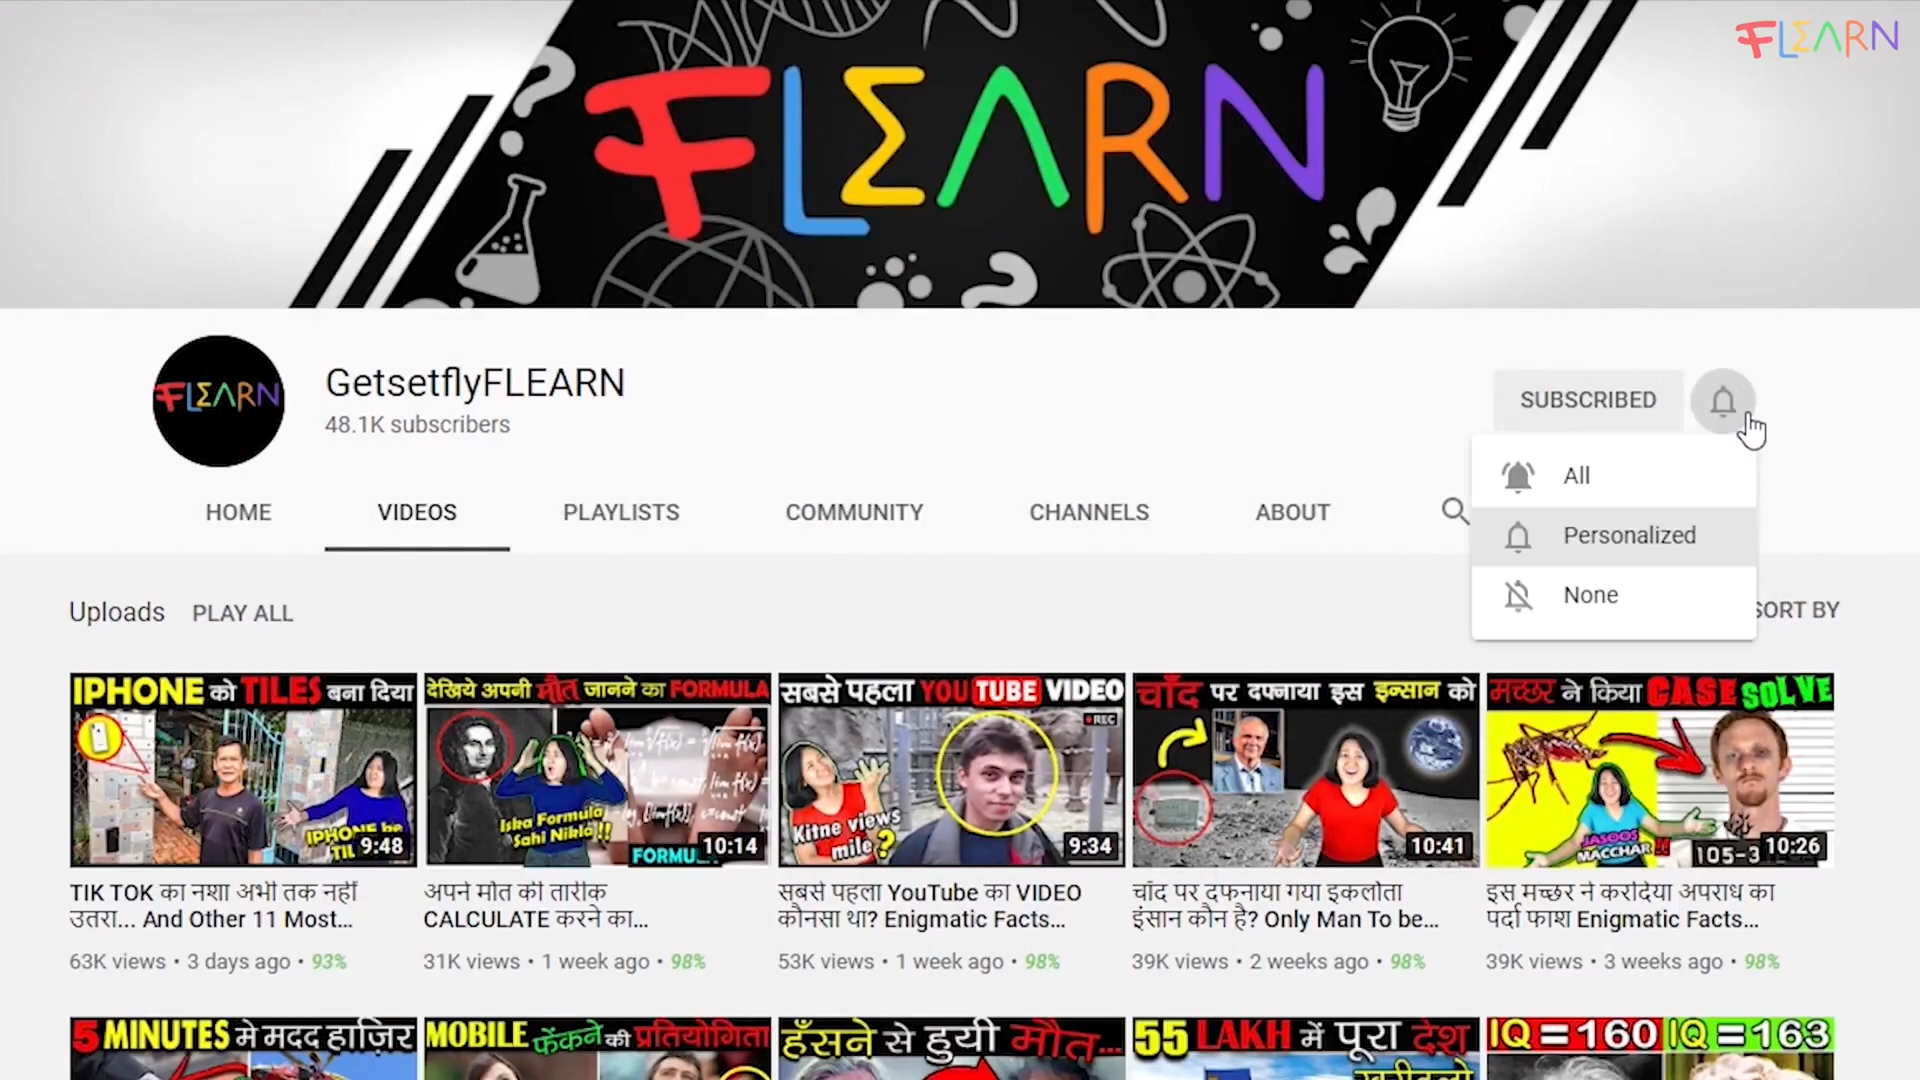 FLEARN
FLEARN
FLEARN
GetsetflyFLEARN
48.1K subscribers
SUBSCRIBED
All
Personalized
None
HOME
VIDEOS
PLAYLISTS
COMMUNITY
CHANNELS
ABOUT
Uploads
PLAY ALL
SORT BY
IPHONE को TILES बना दिया
9:48
देखिये अपनी मौत जानने का FORMULA
Iska Formula
Sahi Nikla!!
10:14
सबसे पहला YOUTUBE VIDEO
REC
Kitne views
mile?
9:34
चाँद पर दफ्नाया इस इन्सान को
10:41
मच्छर ने किया CASE SOLVE
JASOOS
MACCHAR!!
105-3
10:26
TIK TOK का नशा अभी तक नहीं
उतरा... And Other 11 Most...
63K views • 3 days ago • 93%
अपने मौत की तारीक
CALCULATE करने का...
31K views • 1 week ago • 98%
सबसे पहला YouTube का VIDEO
कौनसा था? Enigmatic Facts...
53K views • 1 week ago • 98%
चाँद पर दफनाया गया इकलौता
इंसान कौन है? Only Man To be...
39K views • 2 weeks ago • 98%
इस मच्छर ने करदिया अपराध का
पर्दा फाश Enigmatic Facts...
39K views • 3 weeks ago • 98%
5 MINUTES मे मदद हाज़िर
MOBILE फेंकने की प्रतियोगिता
हँसने से हुयी मौत...
55 LAKH में पूरा देश
IQ=160 IQ=163